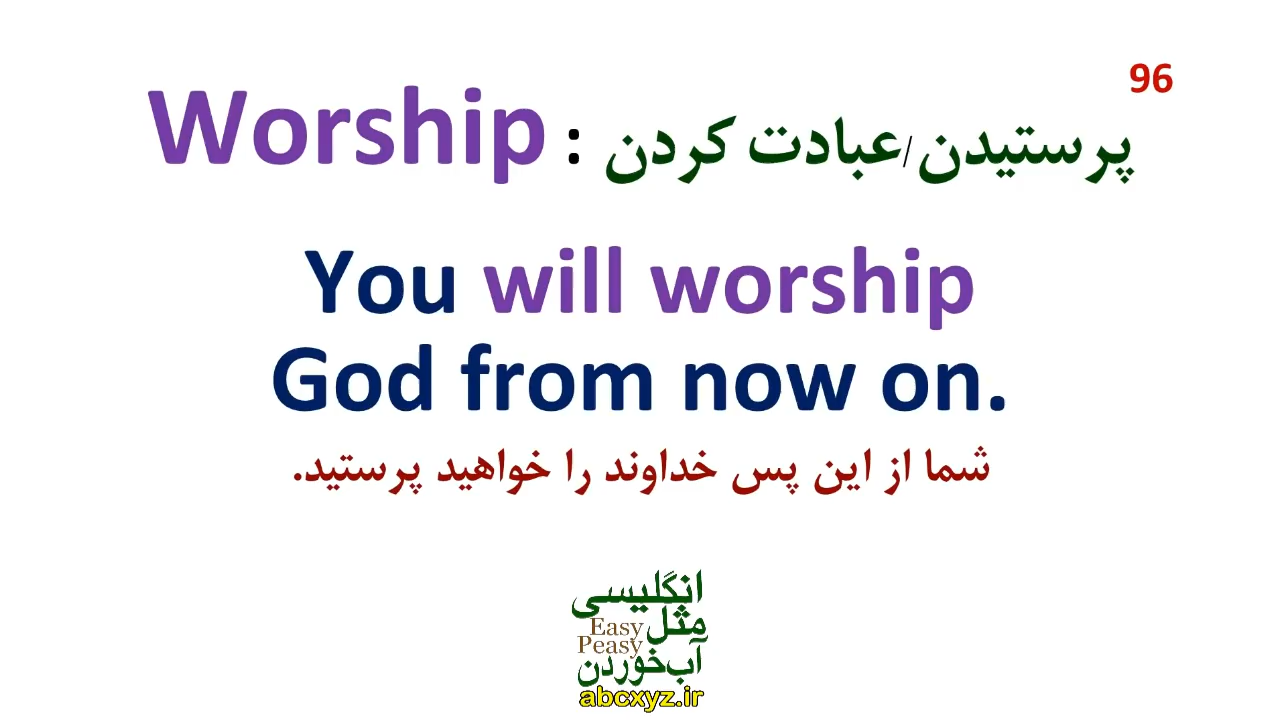 96
Worship : پرستیدن/عبادت کردن
You will worship
God from now on.
شما از این پس خداوند را خواهید پرستید.
انگلیسی
مثل Easy
Peasy
آب‌خوردن
abcxyz.ir